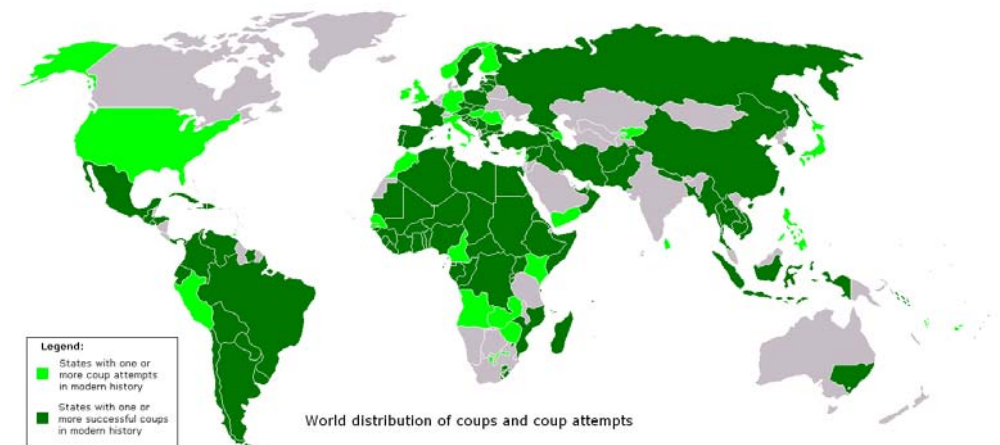 Legend:
States with one or
more coup attempts
in modern history
States with one or
more successful coups
in modern history
World distribution of coups and coup attempts